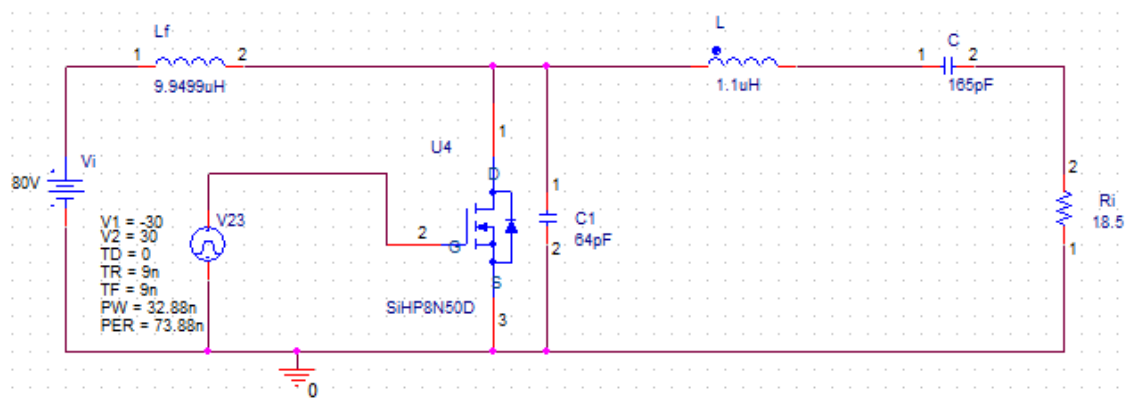 Lf
1 2
9.9499uH
L
1.1uH
C
1 2
165pF
Vi
80V
V23
V1 = -30
V2 = 30
TD = 0
TR = 9n
TF = 9n
PW = 32.88n
PER = 73.88n
U4
1
D
2
G
S
3
SiHP8N50D
1
C1
64pF
2
2
Ri
18.5
1
0